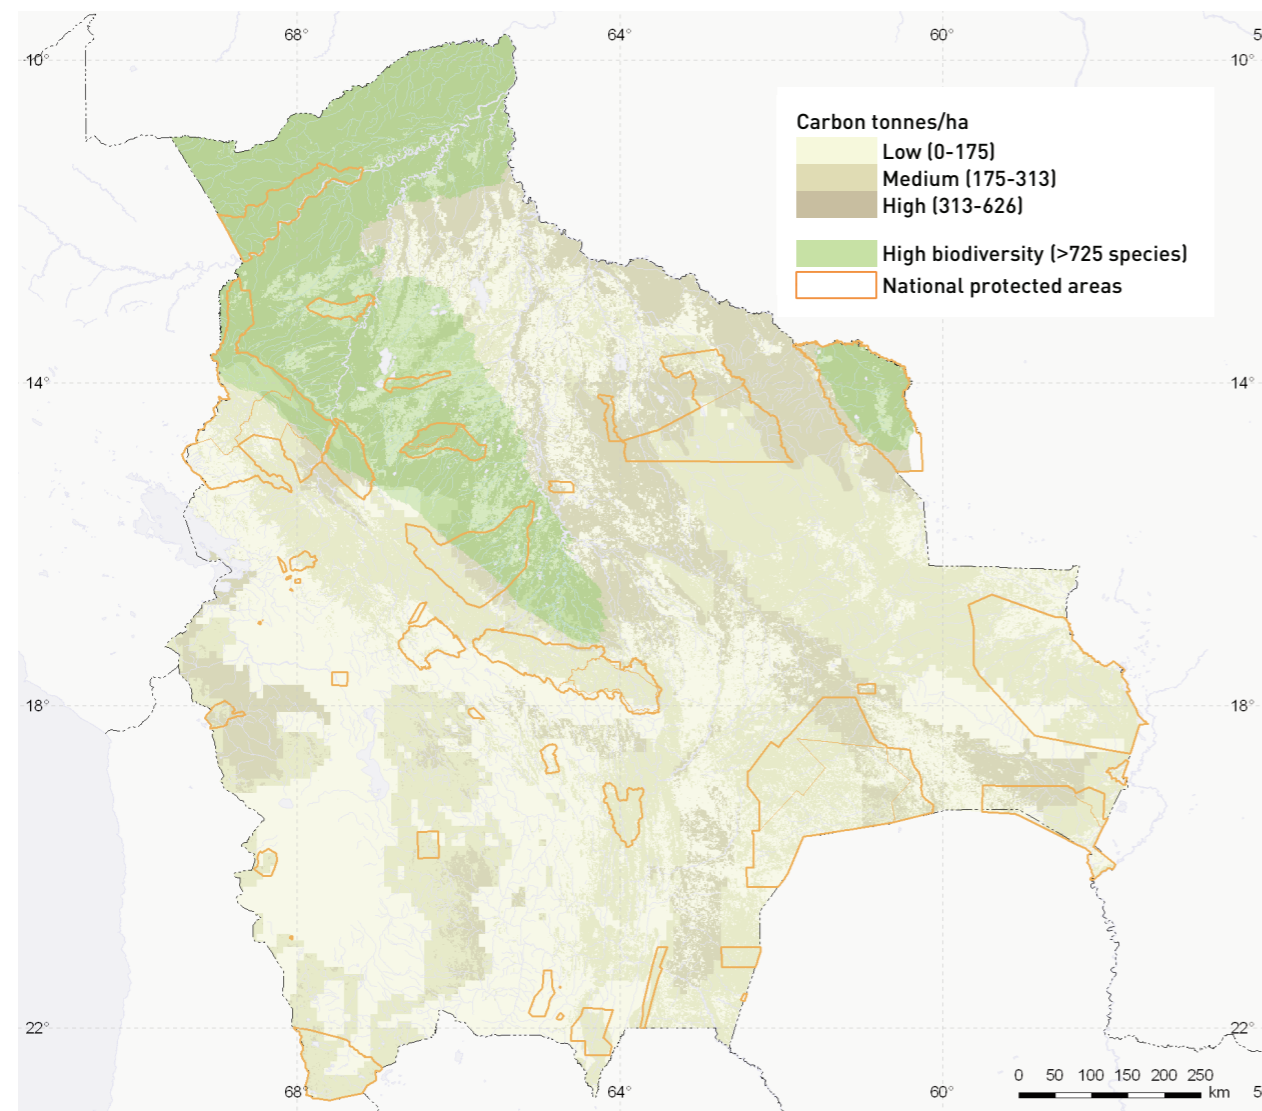 68° 64° 60° 5
10° 10°
Carbon tonnes/ha
Low (0-175)
Medium (175-313)
High (313-626)
High biodiversity (>725 species)
National protected areas
14° 14°
18° 18°
22° 22°
0 50 100 150 200 250
km
68° 64° 60° 5